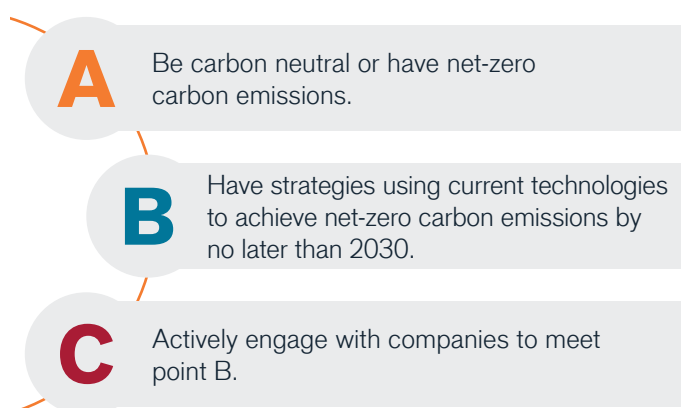 A
Be carbon neutral or have net-zero
carbon emissions.
B
Have strategies using current technologies
to achieve net-zero carbon emissions by
no later than 2030.
C
Actively engage with companies to meet
point B.